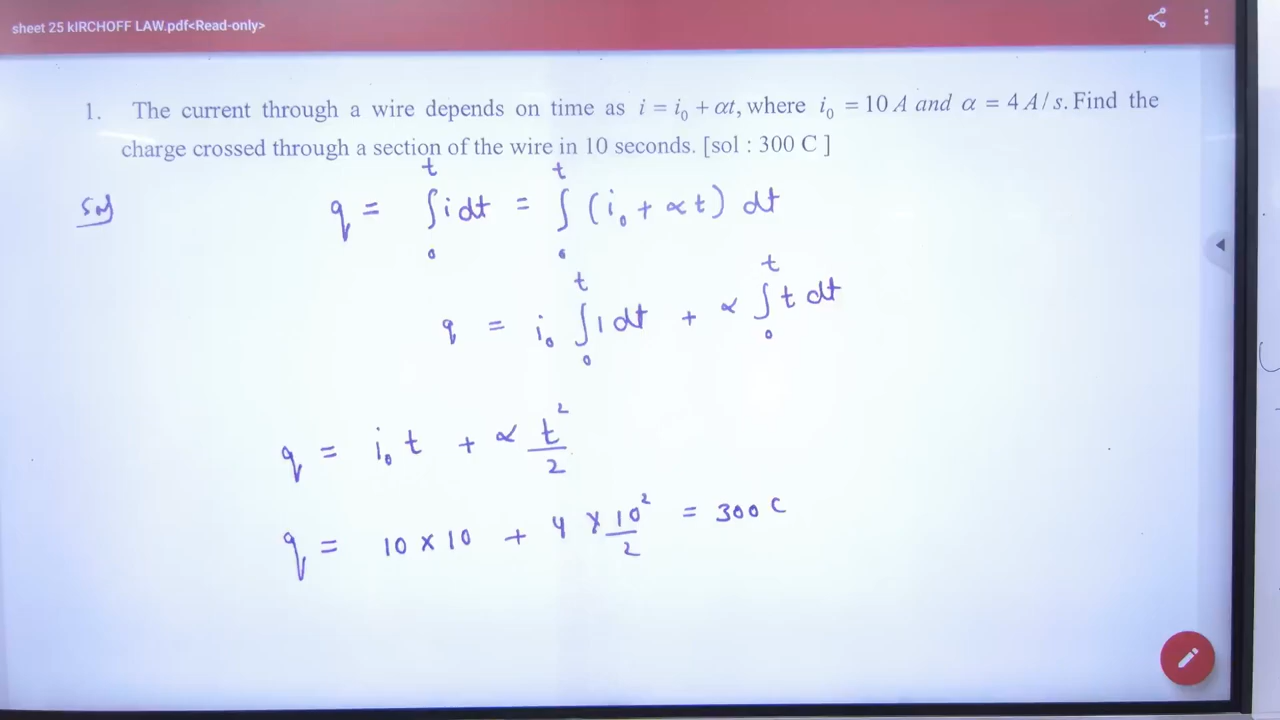 sheet 25 kIRCHOFF LAW.pdf<Read-only>
1. The current through a wire depends on time as i = i₀ + αt, where i₀ = 10 A and α = 4 A/s. Find the
charge crossed through a section of the wire in 10 seconds. [sol : 300 C ]
Sol q = ∫₀ᵗ i dt = ∫₀ᵗ (i₀ + αt) dt
q = i₀ ∫₀ᵗ 1 dt + α ∫₀ᵗ t dt
q = i₀ t + α t²/2
q = 10 × 10 + 4 × 10²/2 = 300 C